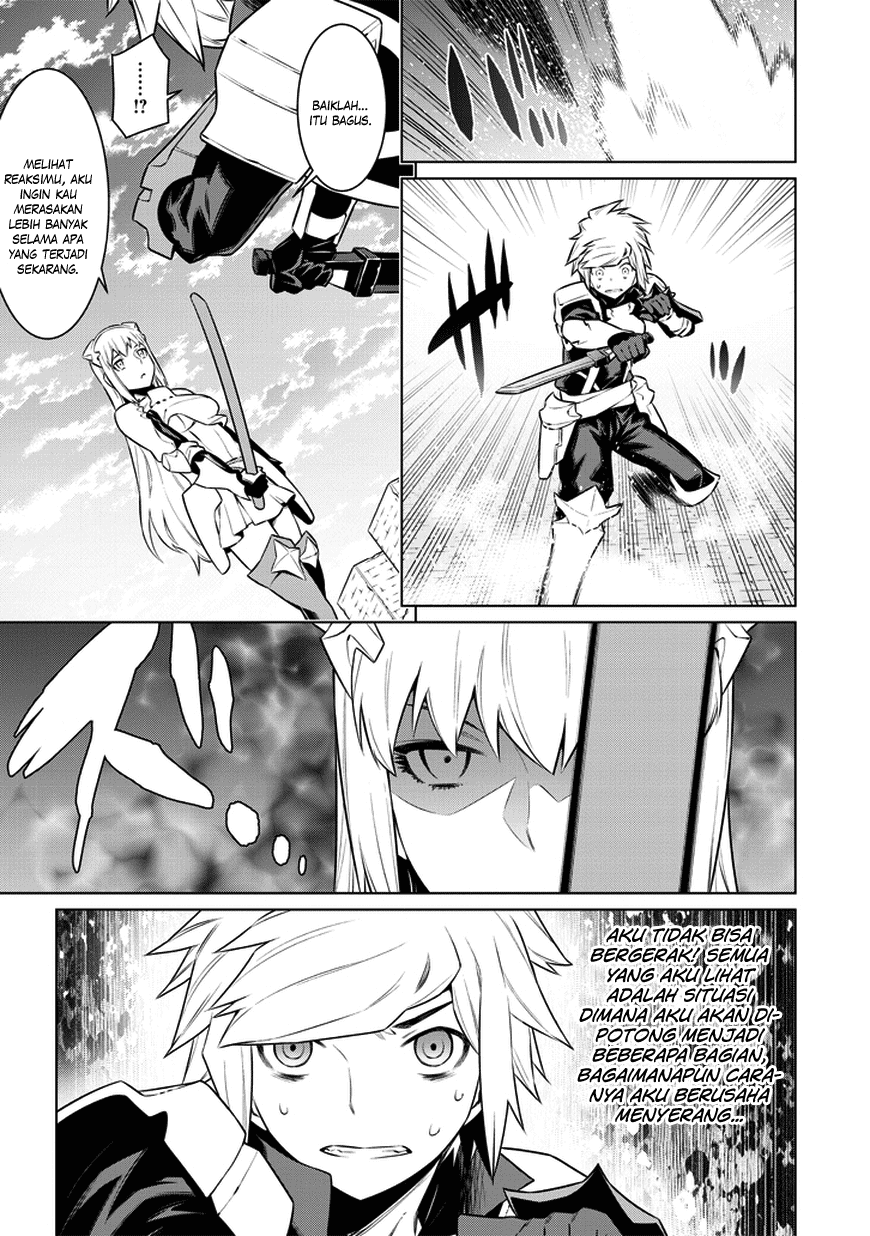 BAIKLAH...
ITU BAGUS.
......
!?
MELIHAT
REAKSIMU, AKU
INGIN KAU
MERASAKAN
LEBIH BANYAK
SELAMA APA
YANG TERJADI
SEKARANG.
AKU TIDAK BISA
BERGERAK! SEMUA
YANG AKU LIHAT
ADALAH SITUASI
DIMANA AKU AKAN DI-
POTONG MENJADI
BEBERAPA BAGIAN,
BAGAIMANAPUN CARA-
NYA AKU BERUSAHA
MENYERANG...